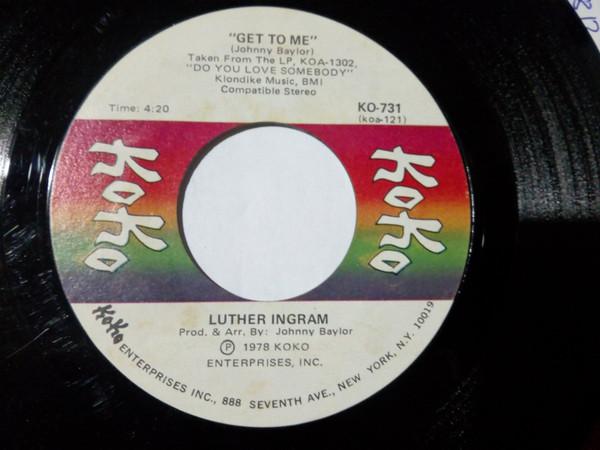 "GET TO ME"
(Johnny Baylor)
Taken From The LP, KOA-1302,
"DO YOU LOVE SOMEBODY"
Klondike Music, BMI
Compatible Stereo
Time: 4:20
KO-731
(koa-121)
KOKO
KOKO
LUTHER INGRAM
Prod. & Arr. By: Johnny Baylor
Ⓟ 1978 KOKO
ENTERPRISES, INC.
KOKO ENTERPRISES INC., 888 SEVENTH AVE., NEW YORK, N.Y. 10019